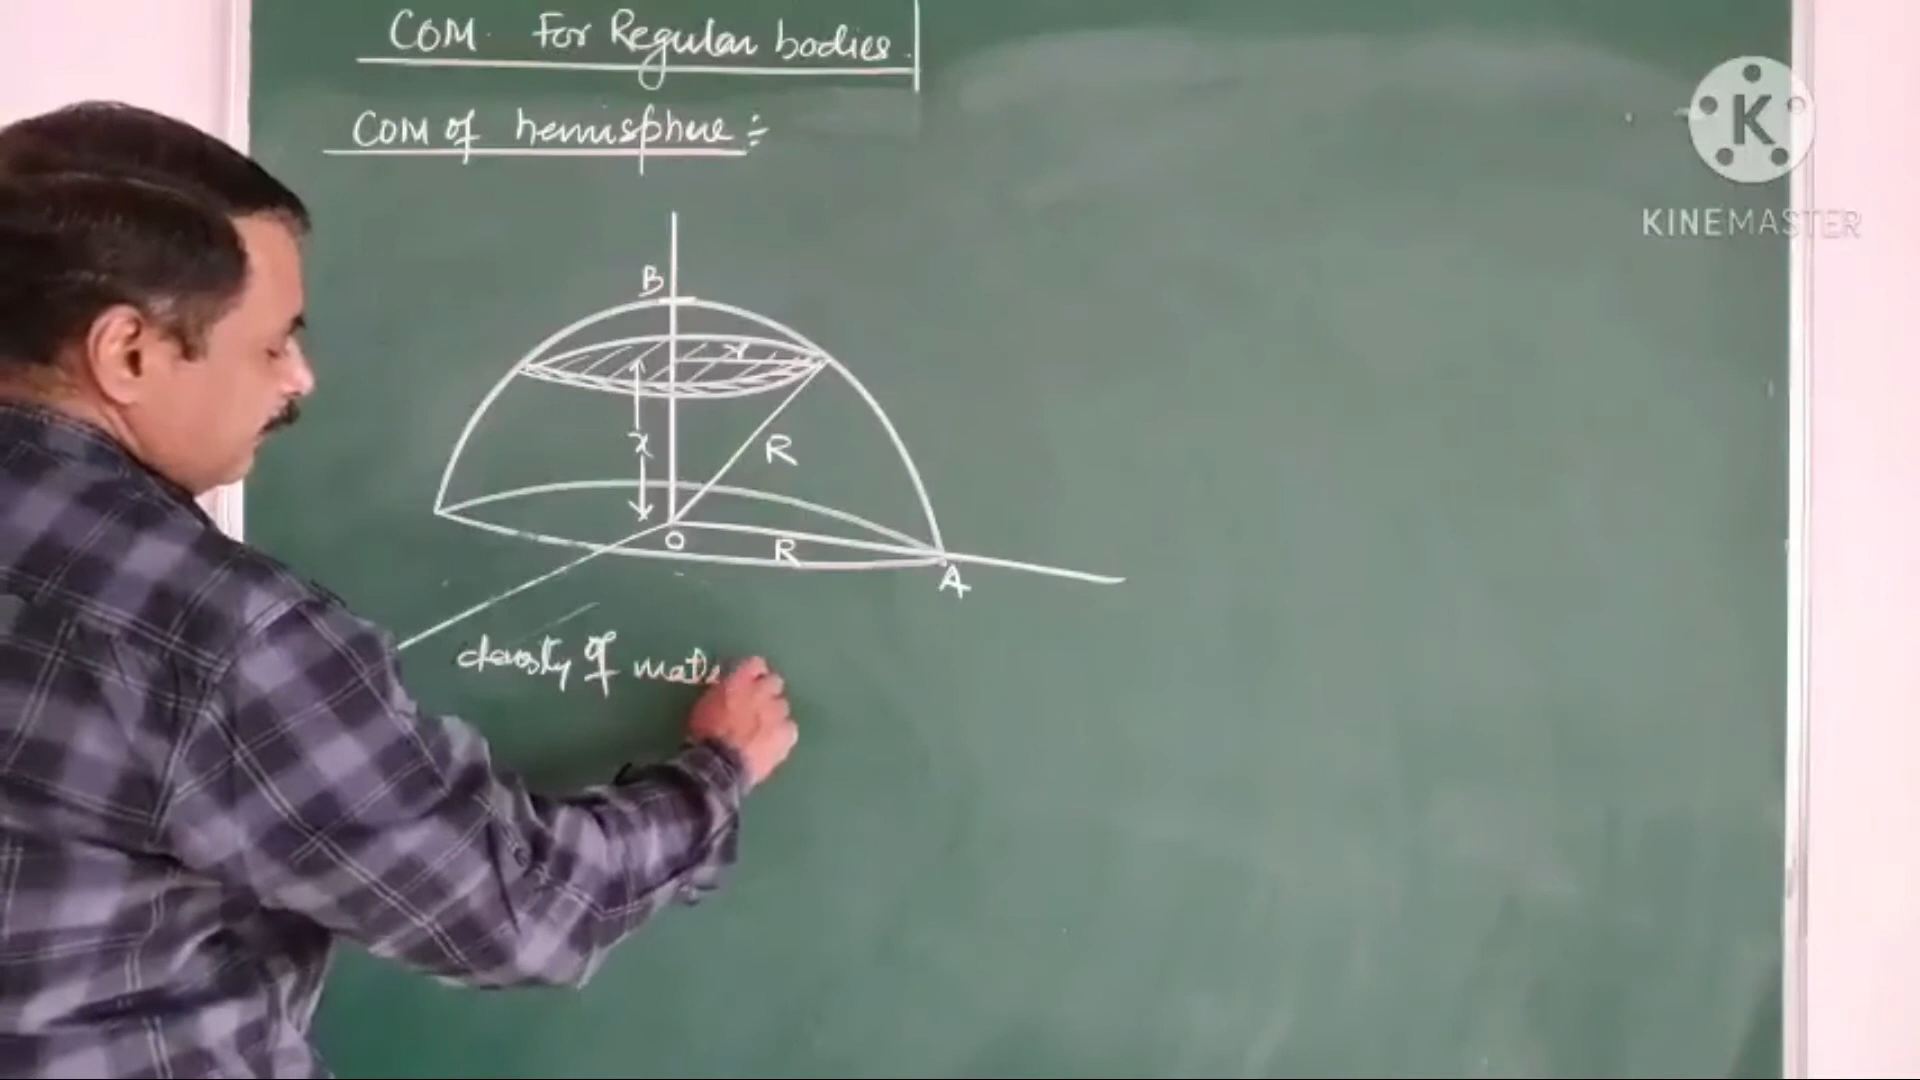 COM. For Regular bodies.
COM of hemisphere :-
B
r
x
R
O
R
A
density of mate
K
KINEMASTER